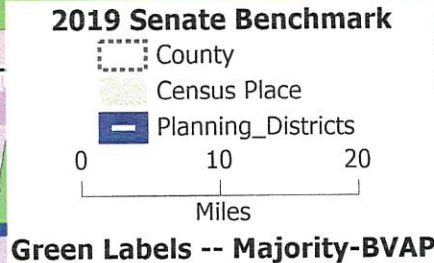 2019 Senate Benchmark
County
Census Place
Planning_Districts
0 10 20
Miles
Green Labels -- Majority-BVAP